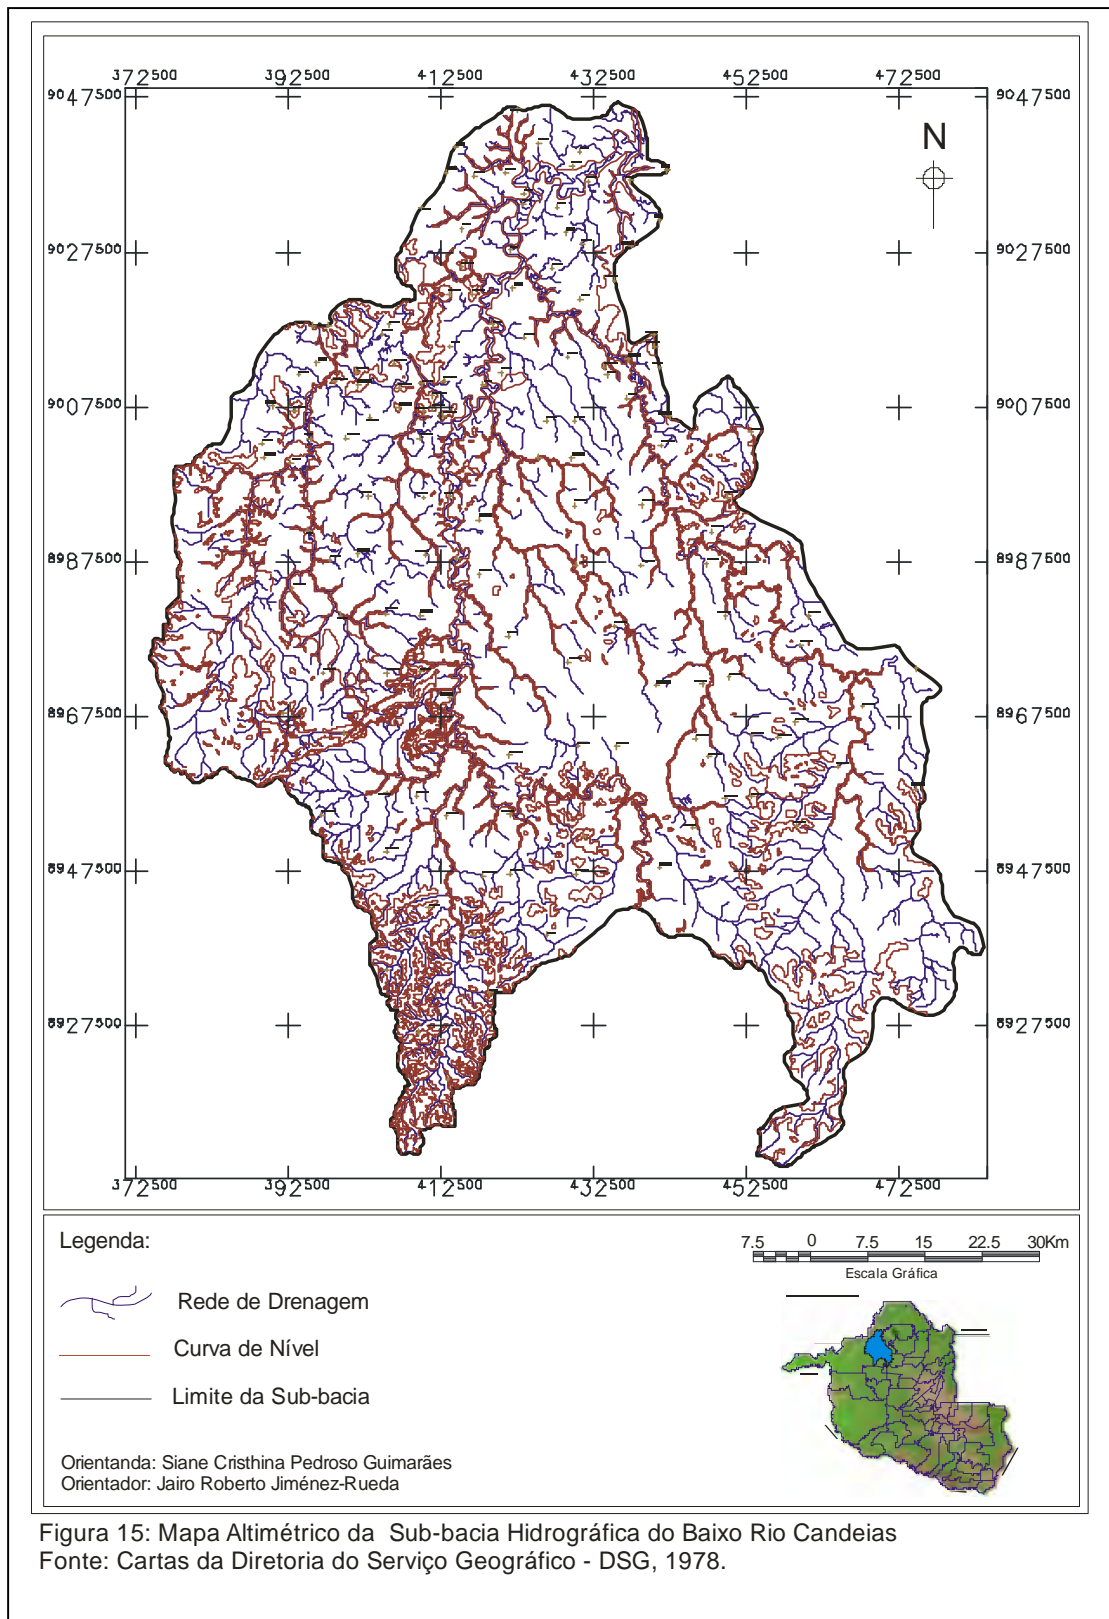 372500 392500 412500 432500 452500 472500
9047500 9047500
N
9027500 9027500
9007500 9007500
8987500 8987500
8967500 8967500
8947500 8947500
8927500 8927500
372500 392500 412500 432500 452500 472500
Legenda:
7.5 0 7.5 15 22.5 30Km
Escala Gráfica
Rede de Drenagem
Curva de Nível
Limite da Sub-bacia
Orientanda: Siane Cristhina Pedroso Guimarães
Orientador: Jairo Roberto Jiménez-Rueda
Figura 15: Mapa Altimétrico da Sub-bacia Hidrográfica do Baixo Rio Candeias
Fonte: Cartas da Diretoria do Serviço Geográfico - DSG, 1978.